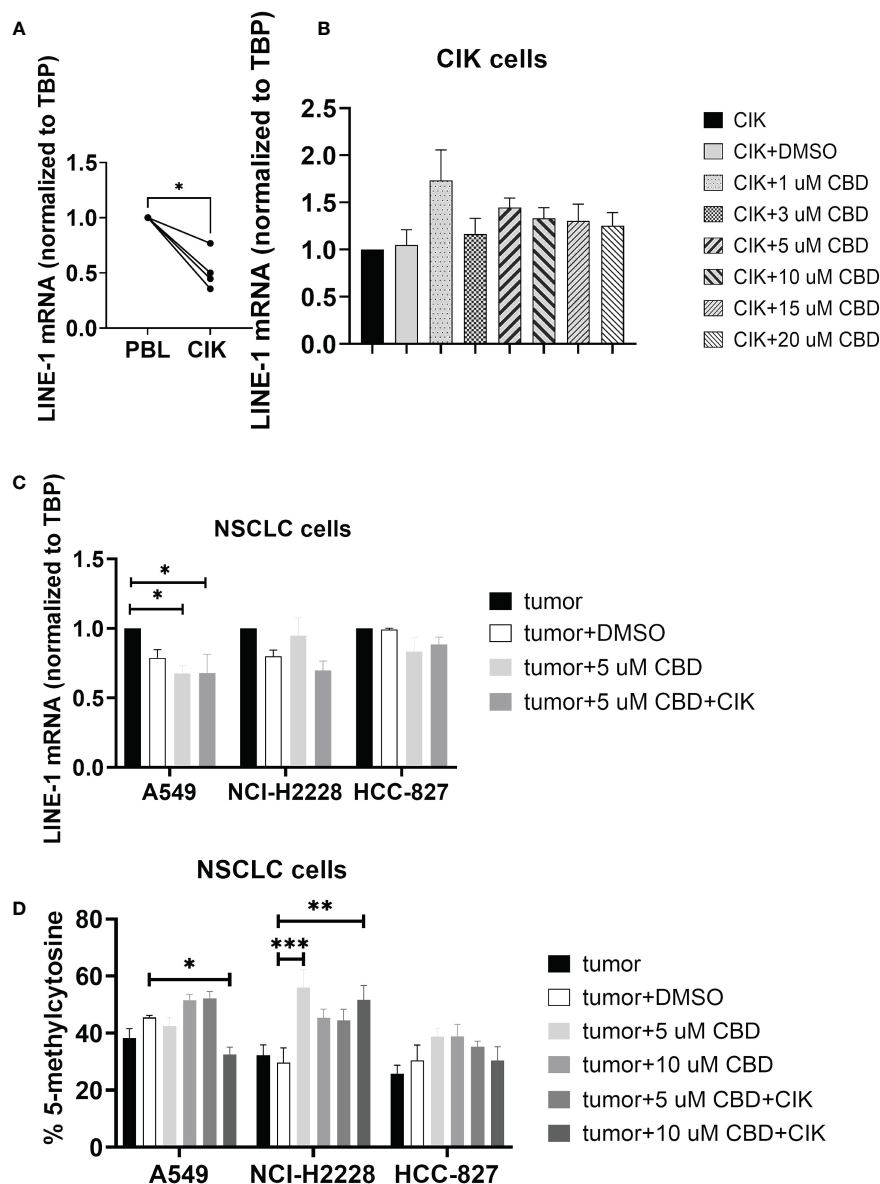 A
LINE-1 mRNA (normalized to TBP)
1.5
1.0
0.5
0.0
*
PBL CIK
B
CIK cells
LINE-1 mRNA (normalized to TBP)
2.5
2.0
1.5
1.0
0.5
0.0
CIK
CIK+DMSO
CIK+1 uM CBD
CIK+3 uM CBD
CIK+5 uM CBD
CIK+10 uM CBD
CIK+15 uM CBD
CIK+20 uM CBD
C
NSCLC cells
LINE-1 mRNA (normalized to TBP)
1.5
1.0
0.5
0.0
*
*
A549 NCI-H2228 HCC-827
tumor
tumor+DMSO
tumor+5 uM CBD
tumor+5 uM CBD+CIK
D
NSCLC cells
% 5-methylcytosine
80
60
40
20
0
*
***
**
A549 NCI-H2228 HCC-827
tumor
tumor+DMSO
tumor+5 uM CBD
tumor+10 uM CBD
tumor+5 uM CBD+CIK
tumor+10 uM CBD+CIK